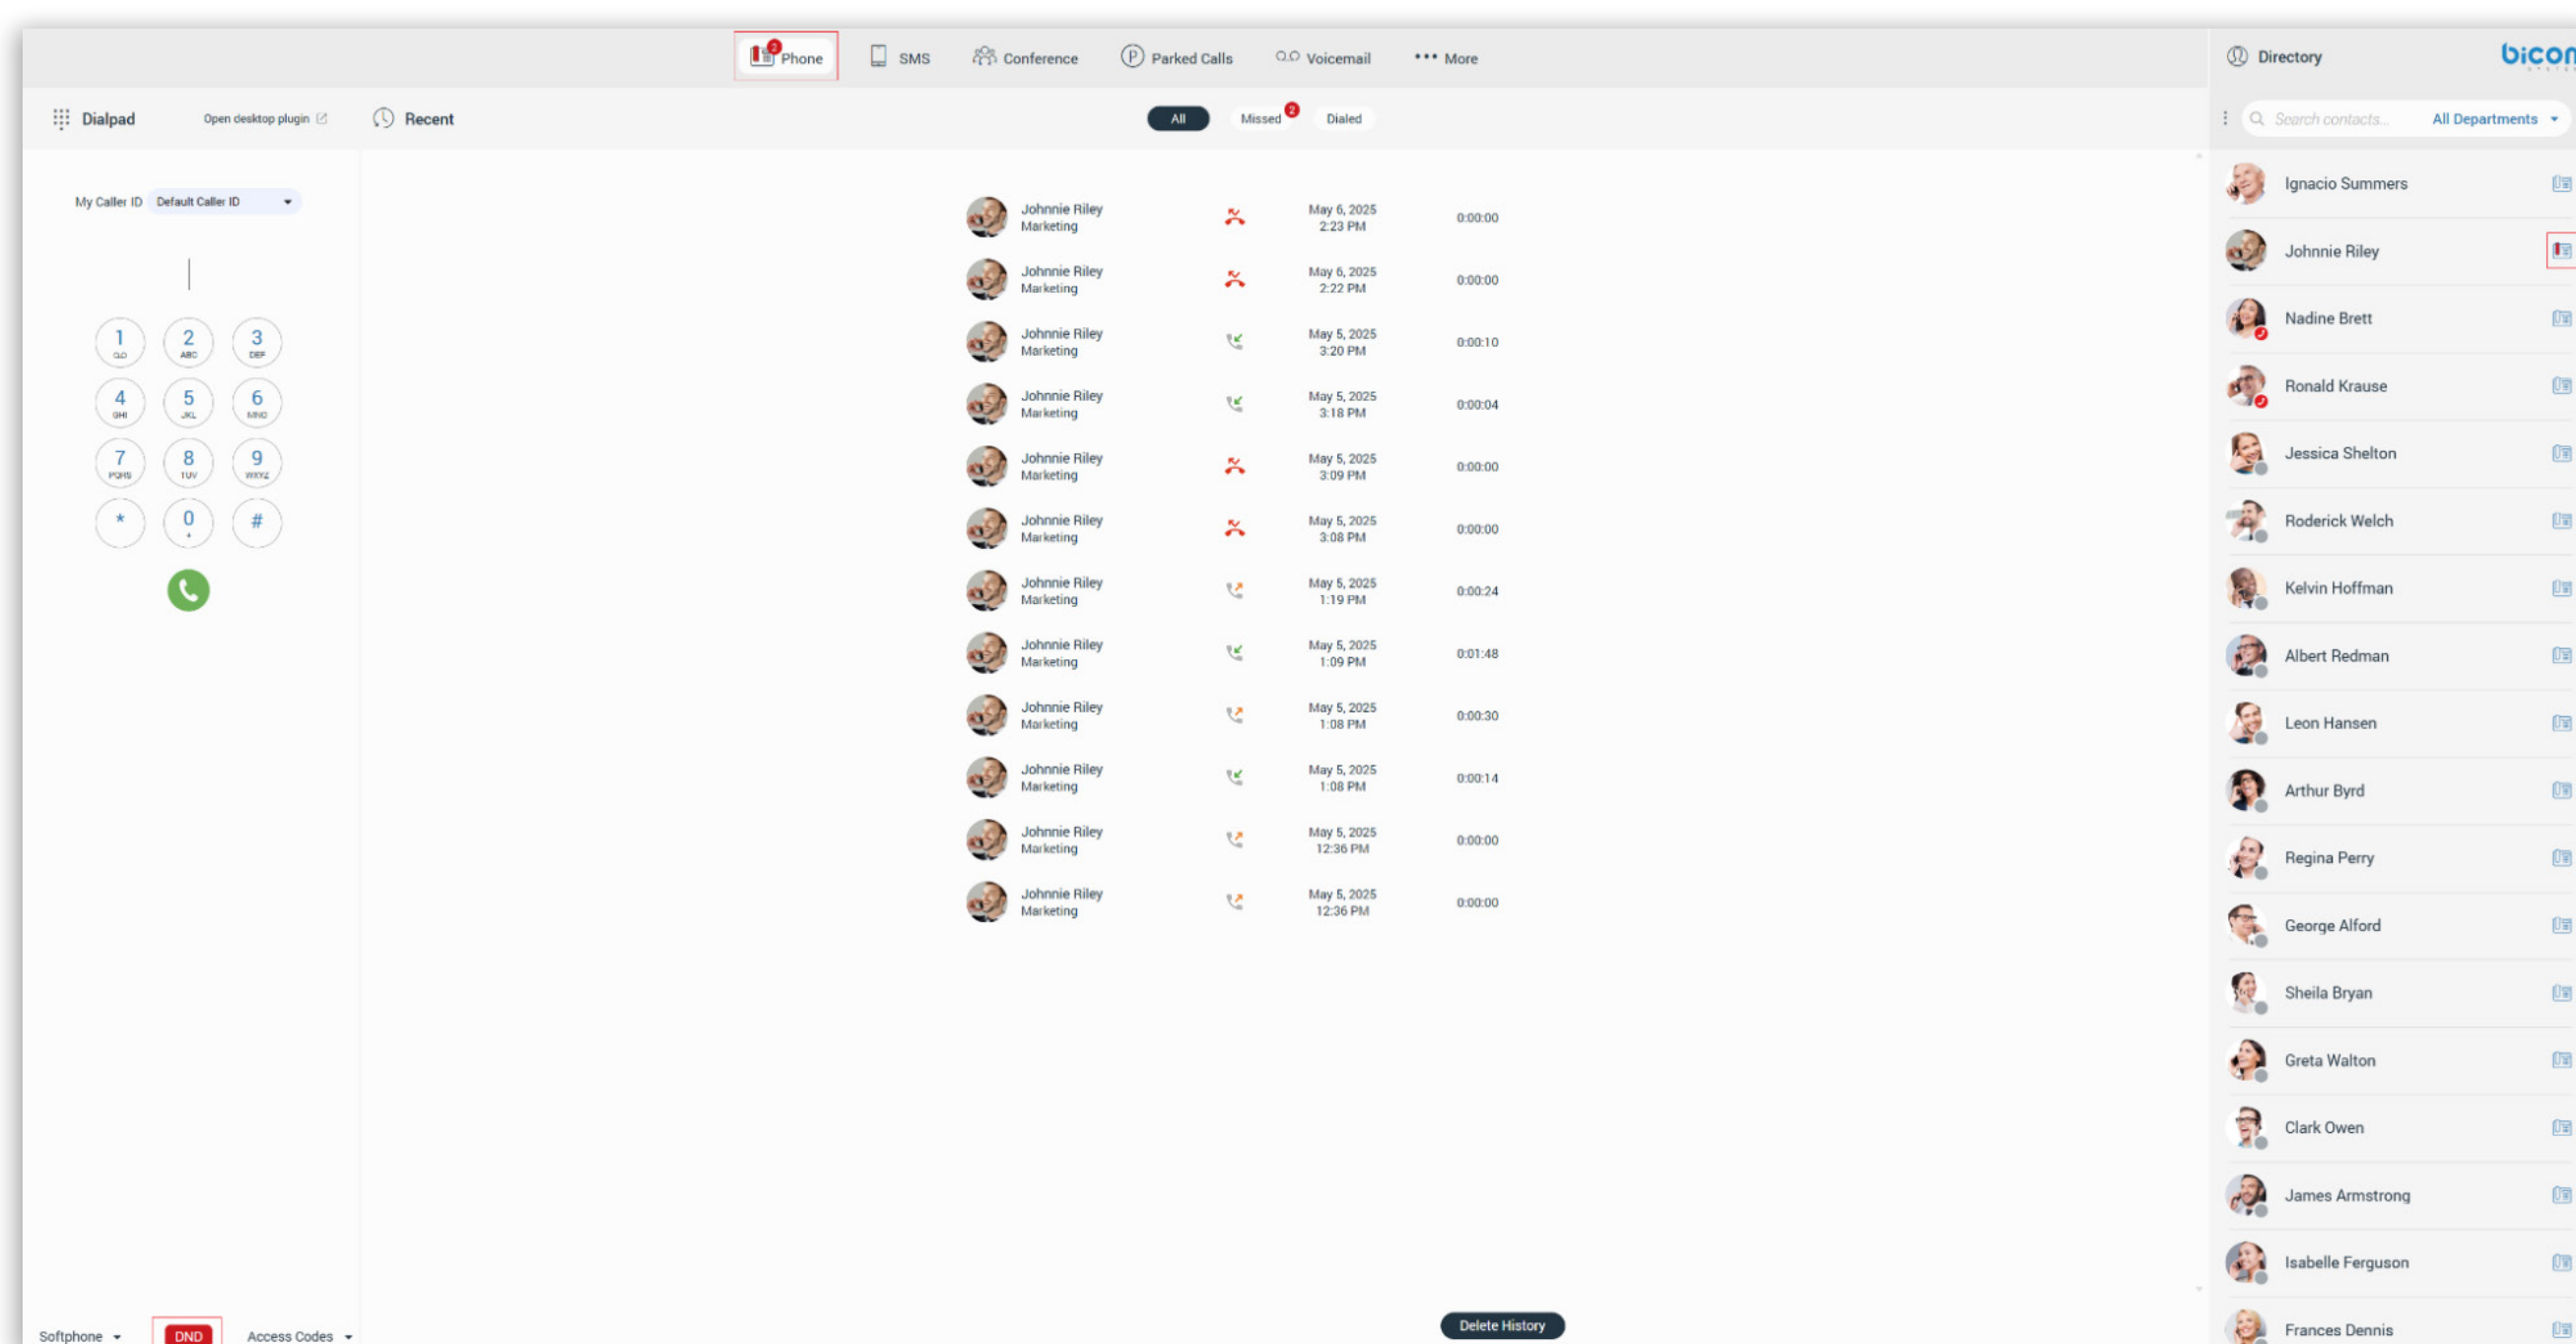 2
Phone
SMS
Conference
P
Parked Calls
Voicemail
More
Directory
bicom
Dialpad
Open desktop plugin
Recent
All
Missed
2
Dialed
Search contacts...
All Departments
My Caller ID
Default Caller ID
1
2
ABC
3
DEF
4
GHI
5
JKL
6
MNO
7
PQRS
8
TUV
9
WXYZ
*
0
+
#
Johnnie Riley
Marketing
May 6, 2025
2:23 PM
0:00:00
Johnnie Riley
Marketing
May 6, 2025
2:22 PM
0:00:00
Johnnie Riley
Marketing
May 5, 2025
3:20 PM
0:00:10
Johnnie Riley
Marketing
May 5, 2025
3:18 PM
0:00:04
Johnnie Riley
Marketing
May 5, 2025
3:09 PM
0:00:00
Johnnie Riley
Marketing
May 5, 2025
3:08 PM
0:00:00
Johnnie Riley
Marketing
May 5, 2025
1:19 PM
0:00:24
Johnnie Riley
Marketing
May 5, 2025
1:09 PM
0:01:48
Johnnie Riley
Marketing
May 5, 2025
1:08 PM
0:00:30
Johnnie Riley
Marketing
May 5, 2025
1:08 PM
0:00:14
Johnnie Riley
Marketing
May 5, 2025
12:36 PM
0:00:00
Johnnie Riley
Marketing
May 5, 2025
12:36 PM
0:00:00
Ignacio Summers
Johnnie Riley
Nadine Brett
Ronald Krause
Jessica Shelton
Roderick Welch
Kelvin Hoffman
Albert Redman
Leon Hansen
Arthur Byrd
Regina Perry
George Alford
Sheila Bryan
Greta Walton
Clark Owen
James Armstrong
Isabelle Ferguson
Frances Dennis
Softphone
DND
Access Codes
Delete History